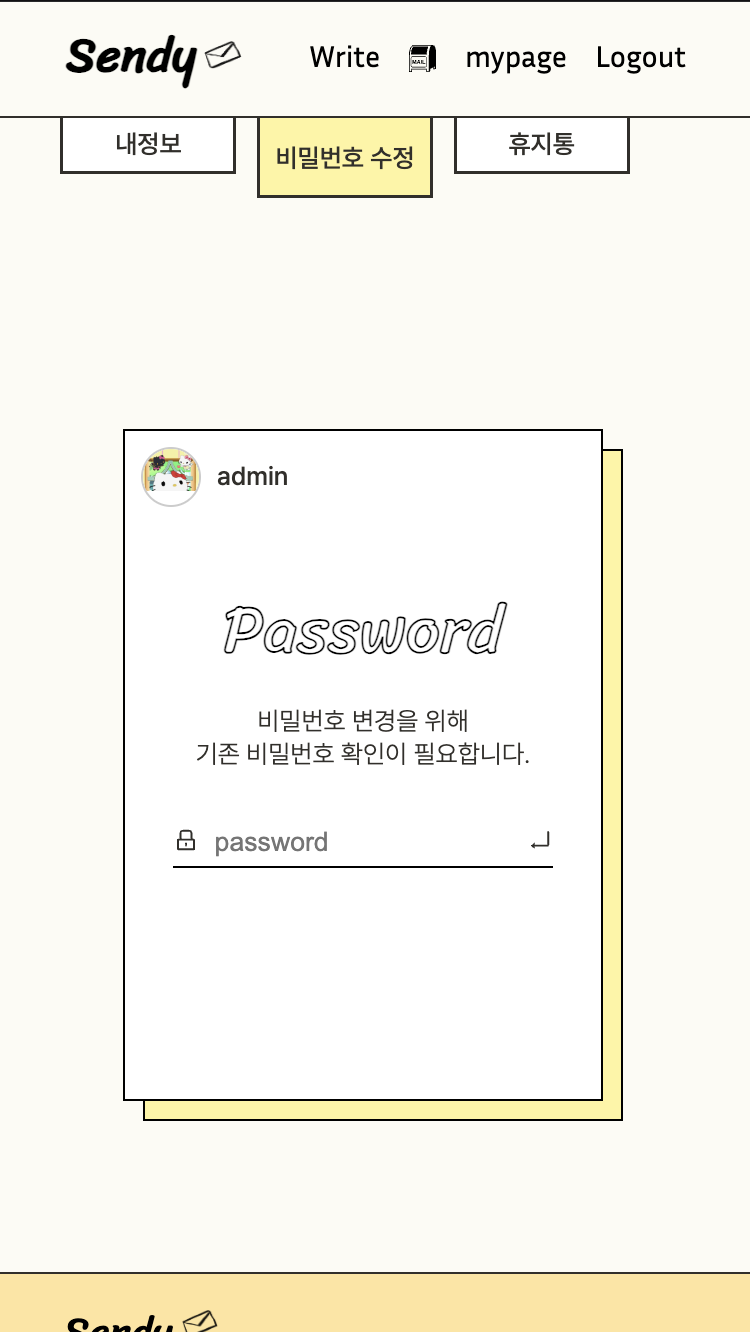 Sendy
Write
MAIL
mypage
Logout
내정보
비밀번호 수정
휴지통
admin
Password
비밀번호 변경을 위해
기존 비밀번호 확인이 필요합니다.
password
Sendy